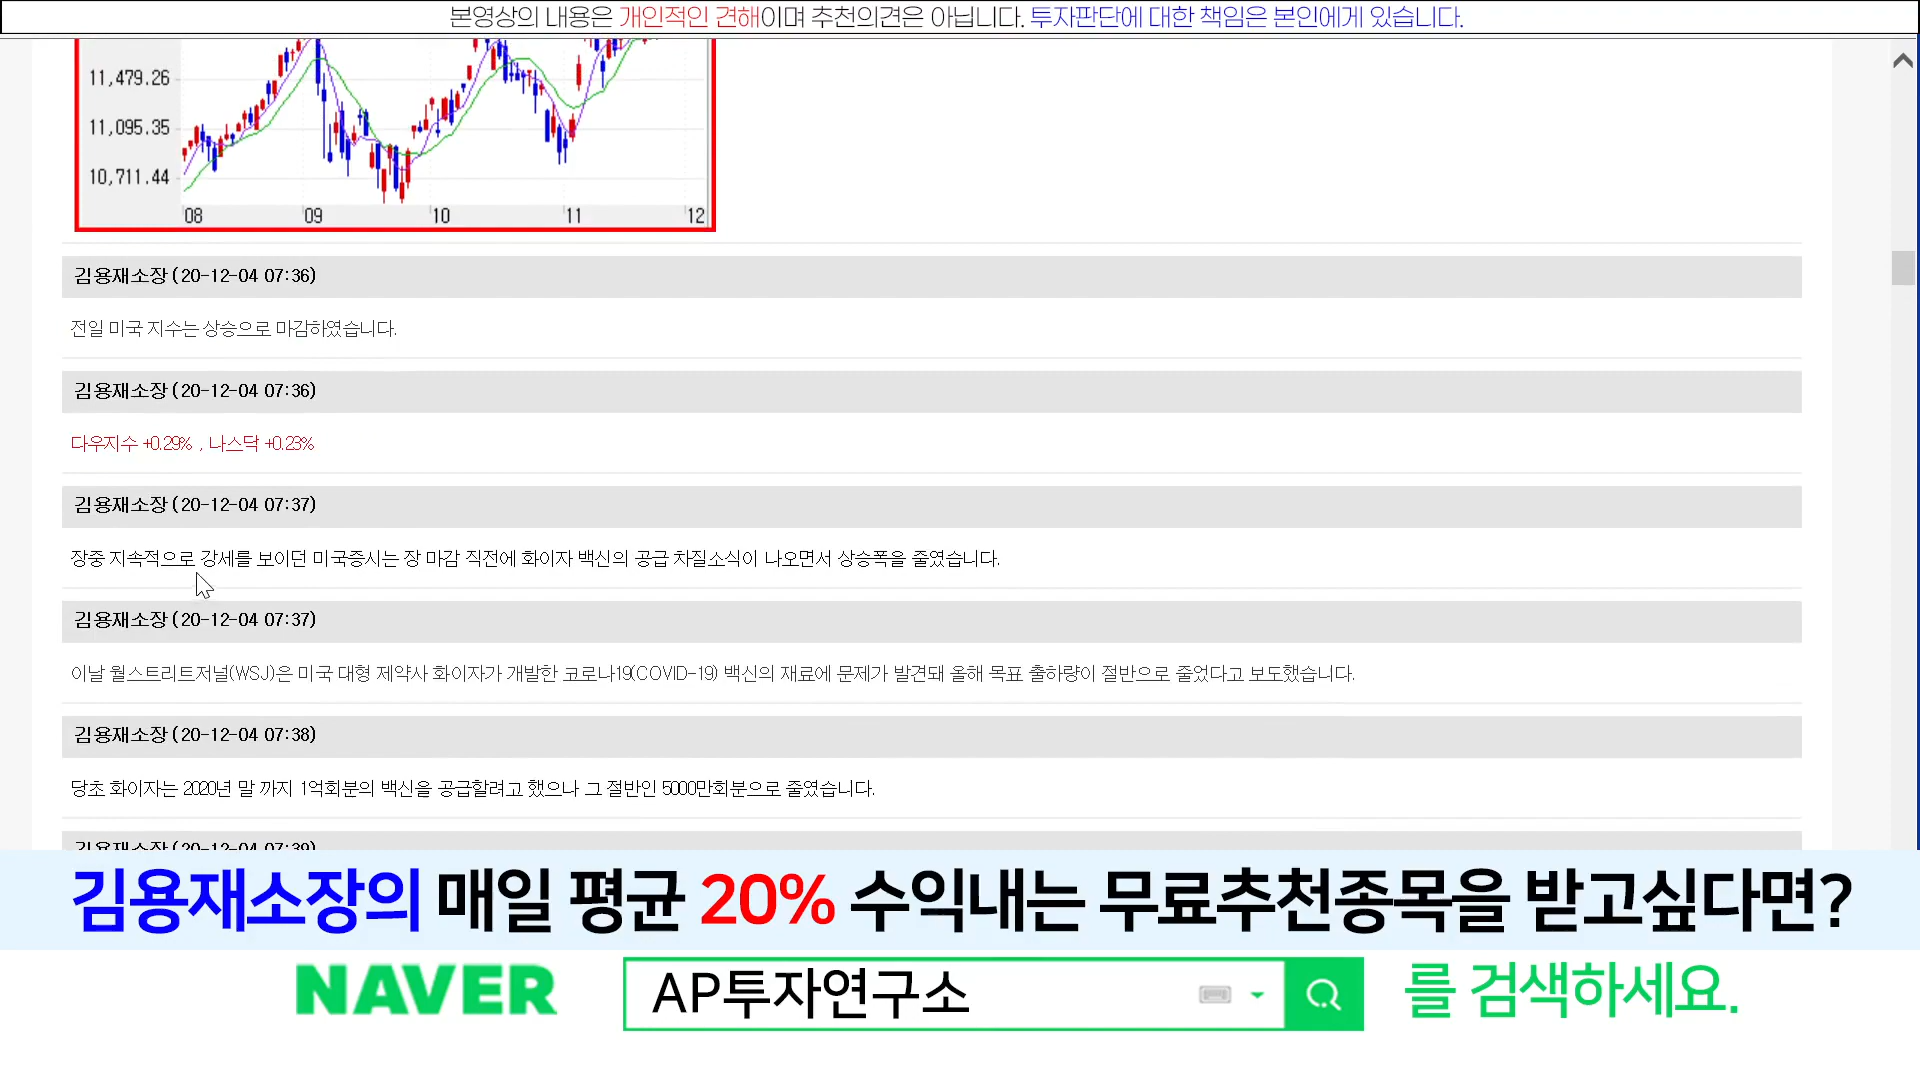 본영상의 내용은 개인적인 견해이며 추천의견은 아닙니다. 투자판단에 대한 책임은 본인에게 있습니다.
11,479.26
11,095.35
10,711.44
08 09 10 11 12
김용재소장 (20-12-04 07:36)
전일 미국 지수는 상승으로 마감하였습니다.
김용재소장 (20-12-04 07:36)
다우지수 +0.29% , 나스닥 +0.23%
김용재소장 (20-12-04 07:37)
장중 지속적으로 강세를 보이던 미국증시는 장 마감 직전에 화이자 백신의 공급 차질소식이 나오면서 상승폭을 줄였습니다.
김용재소장 (20-12-04 07:37)
이날 월스트리트저널(WSJ)은 미국 대형 제약사 화이자가 개발한 코로나19(COVID-19) 백신의 재료에 문제가 발견돼 올해 목표 출하량이 절반으로 줄었다고 보도했습니다.
김용재소장 (20-12-04 07:38)
당초 화이자는 2020년 말 까지 1억회분의 백신을 공급할려고 했으나 그 절반인 5000만회분으로 줄였습니다.
김용재소장 (20-12-04 07:39)
김용재소장의 매일 평균 20% 수익내는 무료추천종목을 받고싶다면?
NAVER AP투자연구소 를 검색하세요.